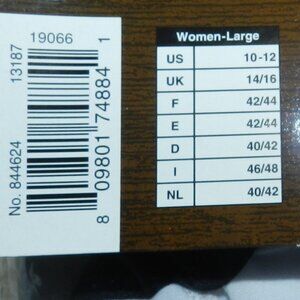 19066
13187
No. 844624
8 09801 74884 1
Women-Large
US 10-12
UK 14/16
F 42/44
E 42/44
D 40/42
I 46/48
NL 40/42